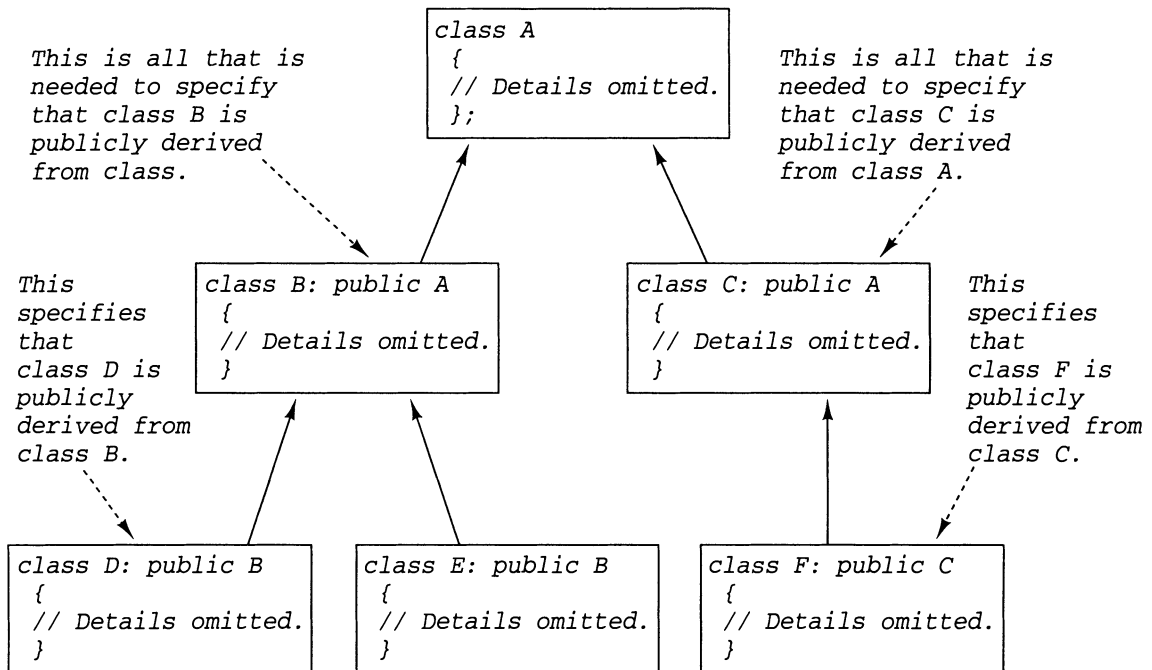 class A
{
// Details omitted.
};
This is all that is
needed to specify
that class B is
publicly derived
from class.
This is all that is
needed to specify
that class C is
publicly derived
from class A.
This
specifies
that
class D is
publicly
derived from
class B.
class B: public A
{
// Details omitted.
}
class C: public A
{
// Details omitted.
}
This
specifies
that
class F is
publicly
derived from
class C.
class D: public B
{
// Details omitted.
}
class E: public B
{
// Details omitted.
}
class F: public C
{
// Details omitted.
}